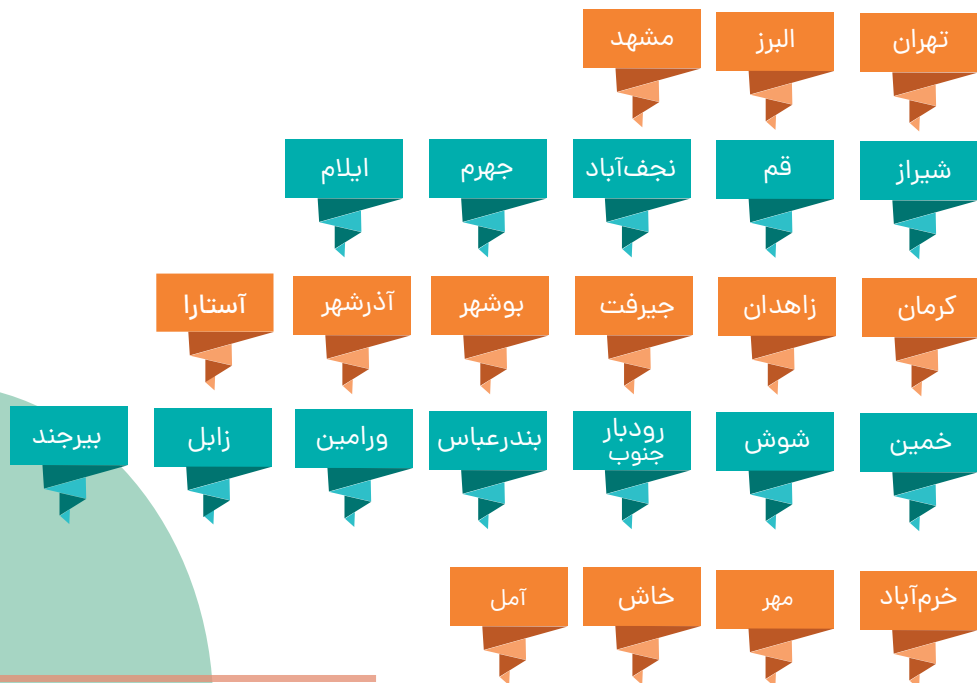 تهران
البرز
مشهد
شیراز
قم
نجف‌آباد
جهرم
ایلام
کرمان
زاهدان
جیرفت
بوشهر
آذرشهر
آستارا
خمین
شوش
رودبار
جنوب
بندرعباس
ورامین
زابل
بیرجند
خرم‌آباد
مهر
خاش
آمل